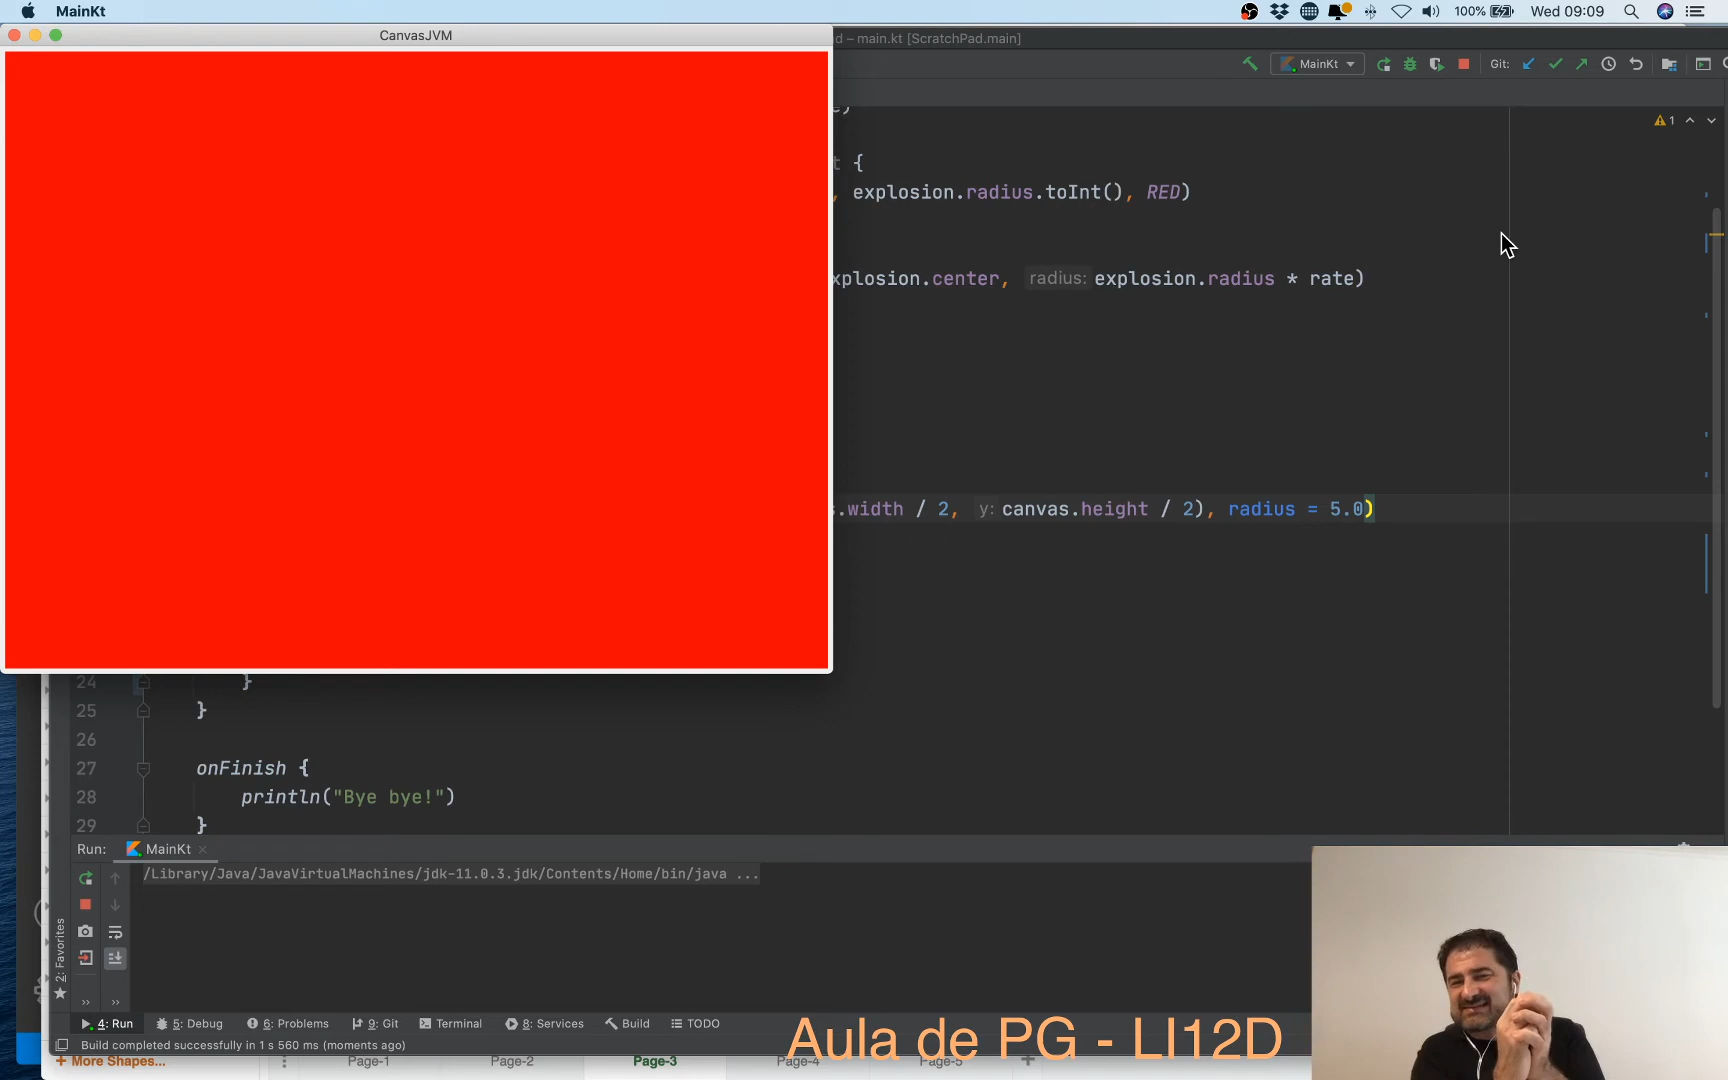 MainKt
100%
Wed 09:09
CanvasJVM
d – main.kt [ScratchPad.main]
MainKt
Git:
1
t {
, explosion.radius.toInt(), RED)
xplosion.center, radius: explosion.radius * rate)
s.width / 2, y: canvas.height / 2), radius = 5.0)
24 }
25 }
26
27 onFinish {
28 println("Bye bye!")
29 }
Run: MainKt
/Library/Java/JavaVirtualMachines/jdk-11.0.3.jdk/Contents/Home/bin/java ...
2: Favorites
4: Run 5: Debug 6: Problems 9: Git Terminal 8: Services Build TODO
Build completed successfully in 1 s 560 ms (moments ago)
Aula de PG - LI12D
+ More Shapes... Page-1 Page-2 Page-3 Page-4 Page-5 +